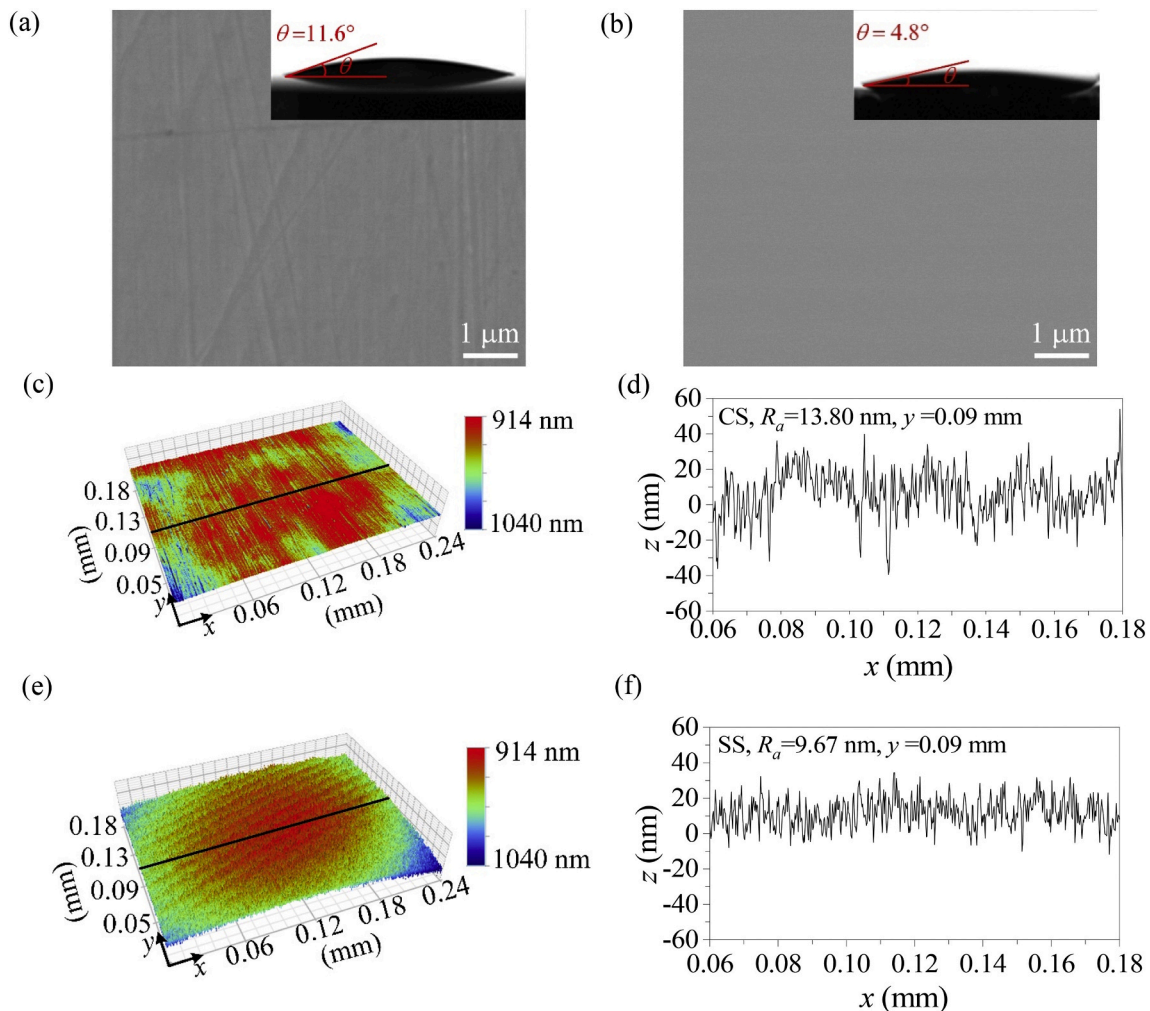 (a)
θ=11.6°
θ
1 μm
(b)
θ=4.8°
θ
1 μm
(c)
914 nm
1040 nm
0.18
0.13
0.09
0.05
(mm)
y
x
0.06
0.12
0.18
0.24
(mm)
(d)
CS, Rₐ=13.80 nm, y =0.09 mm
60
40
20
0
-20
-40
-60
z (nm)
0.06 0.08 0.10 0.12 0.14 0.16 0.18
x (mm)
(e)
914 nm
1040 nm
0.18
0.13
0.09
0.05
(mm)
y
x
0.06
0.12
0.18
0.24
(mm)
(f)
SS, Rₐ=9.67 nm, y =0.09 mm
60
40
20
0
-20
-40
-60
z (nm)
0.06 0.08 0.10 0.12 0.14 0.16 0.18
x (mm)